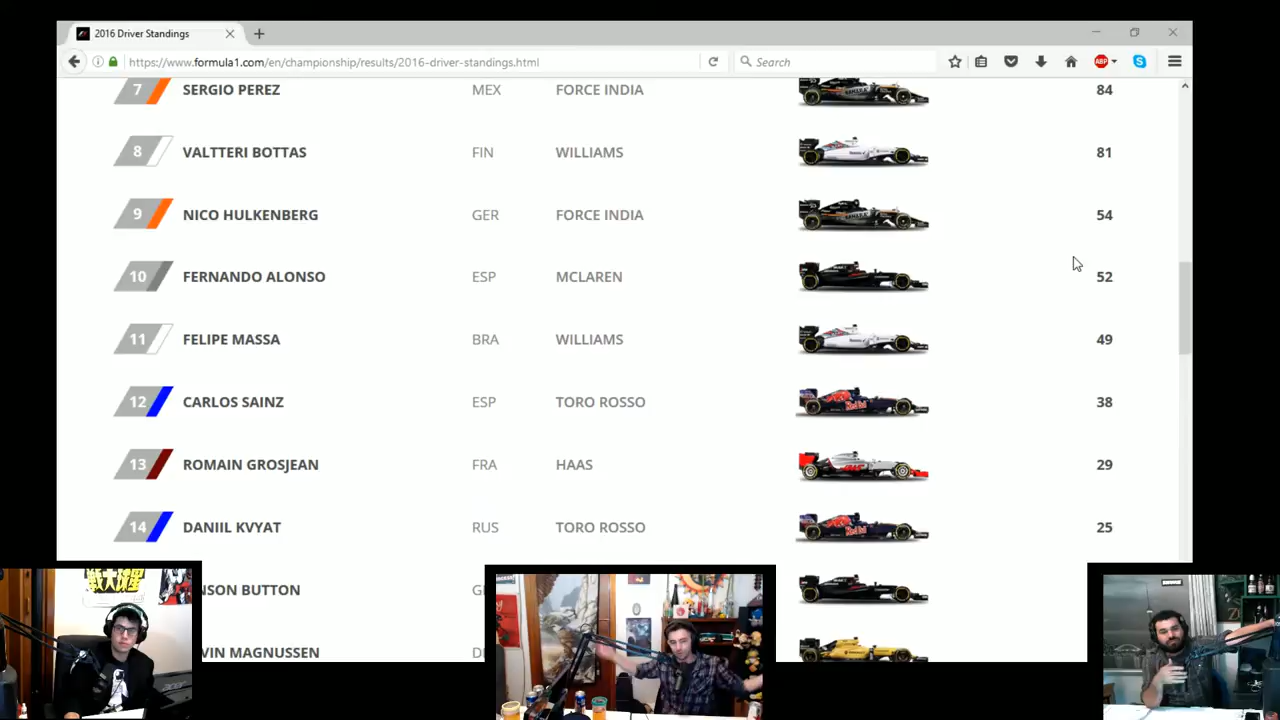 2016 Driver Standings
https://www.formula1.com/en/championship/results/2016-driver-standings.html
Search
ABP
7 SERGIO PEREZ MEX FORCE INDIA 84
8 VALTTERI BOTTAS FIN WILLIAMS 81
9 NICO HULKENBERG GER FORCE INDIA 54
10 FERNANDO ALONSO ESP MCLAREN 52
11 FELIPE MASSA BRA WILLIAMS 49
12 CARLOS SAINZ ESP TORO ROSSO 38
13 ROMAIN GROSJEAN FRA HAAS 29
14 DANIIL KVYAT RUS TORO ROSSO 25
NSON BUTTON G
VIN MAGNUSSEN D